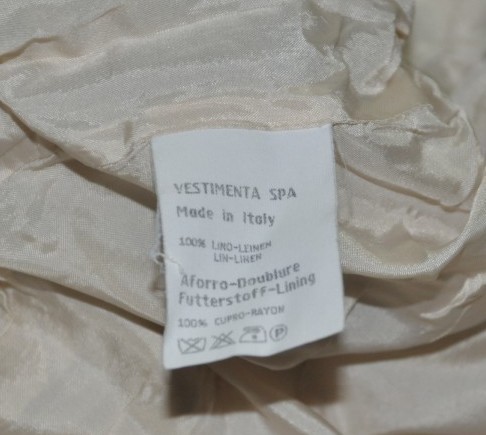 VESTIMENTA SPA
Made in Italy
100% LINO-LEINEN
LIN-LINEN
Aforro-Doublure
Futterstoff-Lining
100% CUPRO-RAYON
P